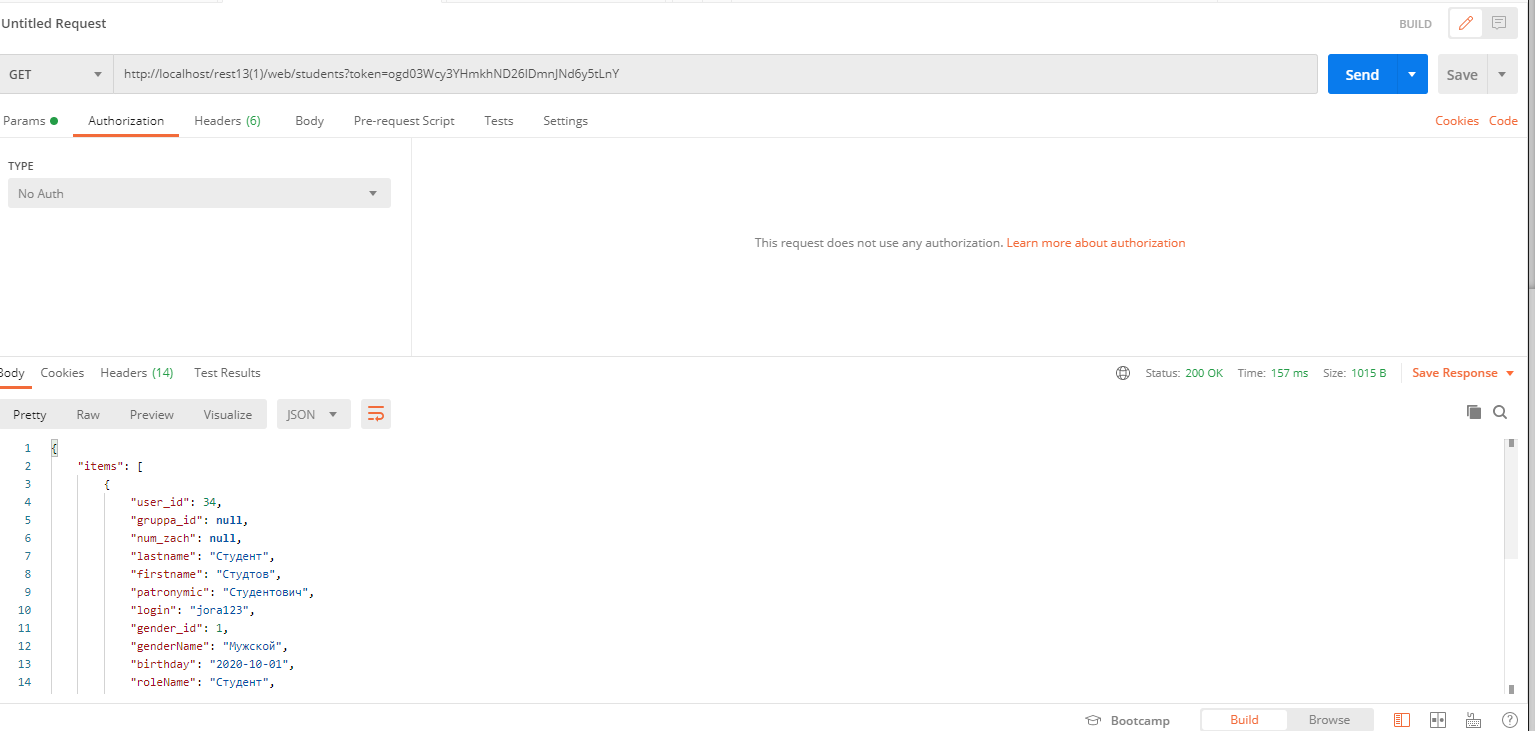 Untitled Request
BUILD
GET
http://localhost/rest13(1)/web/students?token=ogd03Wcy3YHmkhND26IDmnJNd6y5tLnY
Send
Save
Params
Authorization
Headers (6)
Body
Pre-request Script
Tests
Settings
Cookies
Code
TYPE
No Auth
This request does not use any authorization. Learn more about authorization
Body
Cookies
Headers (14)
Test Results
Status: 200 OK
Time: 157 ms
Size: 1015 B
Save Response
Pretty
Raw
Preview
Visualize
JSON
1 {
2 "items": [
3 {
4 "user_id": 34,
5 "gruppa_id": null,
6 "num_zach": null,
7 "lastname": "Студент",
8 "firstname": "Студтов",
9 "patronymic": "Студентович",
10 "login": "jora123",
11 "gender_id": 1,
12 "genderName": "Мужской",
13 "birthday": "2020-10-01",
14 "roleName": "Студент",
Bootcamp
Build
Browse